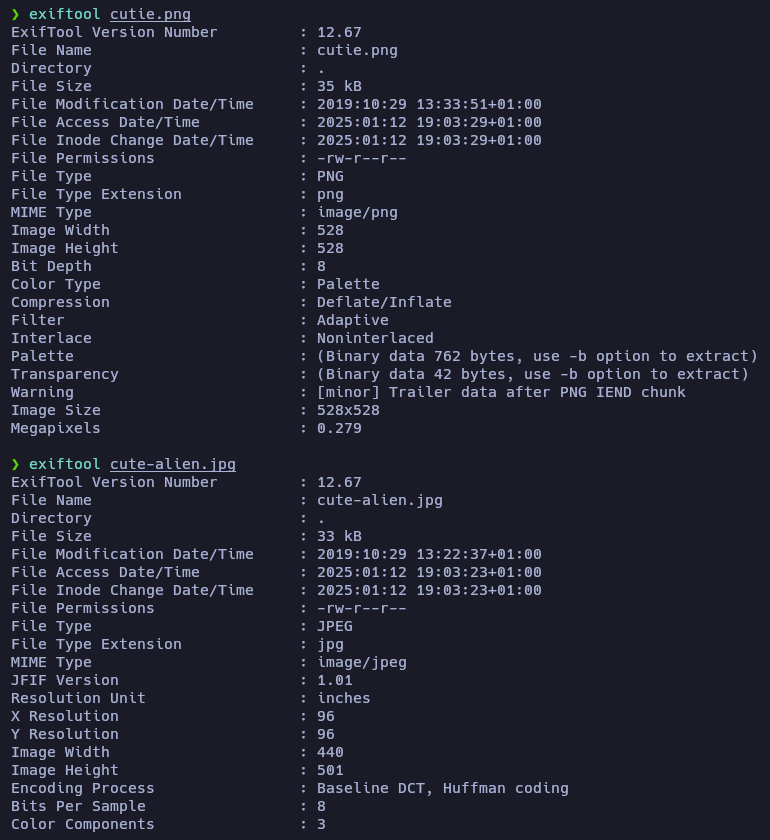 ❯ exiftool cutie.png
ExifTool Version Number         : 12.67
File Name                       : cutie.png
Directory                       : .
File Size                       : 35 kB
File Modification Date/Time     : 2019:10:29 13:33:51+01:00
File Access Date/Time           : 2025:01:12 19:03:29+01:00
File Inode Change Date/Time     : 2025:01:12 19:03:29+01:00
File Permissions                : -rw-r--r--
File Type                       : PNG
File Type Extension             : png
MIME Type                       : image/png
Image Width                     : 528
Image Height                    : 528
Bit Depth                       : 8
Color Type                      : Palette
Compression                     : Deflate/Inflate
Filter                          : Adaptive
Interlace                       : Noninterlaced
Palette                         : (Binary data 762 bytes, use -b option to extract)
Transparency                    : (Binary data 42 bytes, use -b option to extract)
Warning                         : [minor] Trailer data after PNG IEND chunk
Image Size                      : 528x528
Megapixels                      : 0.279
❯ exiftool cute-alien.jpg
ExifTool Version Number         : 12.67
File Name                       : cute-alien.jpg
Directory                       : .
File Size                       : 33 kB
File Modification Date/Time     : 2019:10:29 13:22:37+01:00
File Access Date/Time           : 2025:01:12 19:03:23+01:00
File Inode Change Date/Time     : 2025:01:12 19:03:23+01:00
File Permissions                : -rw-r--r--
File Type                       : JPEG
File Type Extension             : jpg
MIME Type                       : image/jpeg
JFIF Version                    : 1.01
Resolution Unit                 : inches
X Resolution                    : 96
Y Resolution                    : 96
Image Width                     : 440
Image Height                    : 501
Encoding Process                : Baseline DCT, Huffman coding
Bits Per Sample                 : 8
Color Components                : 3